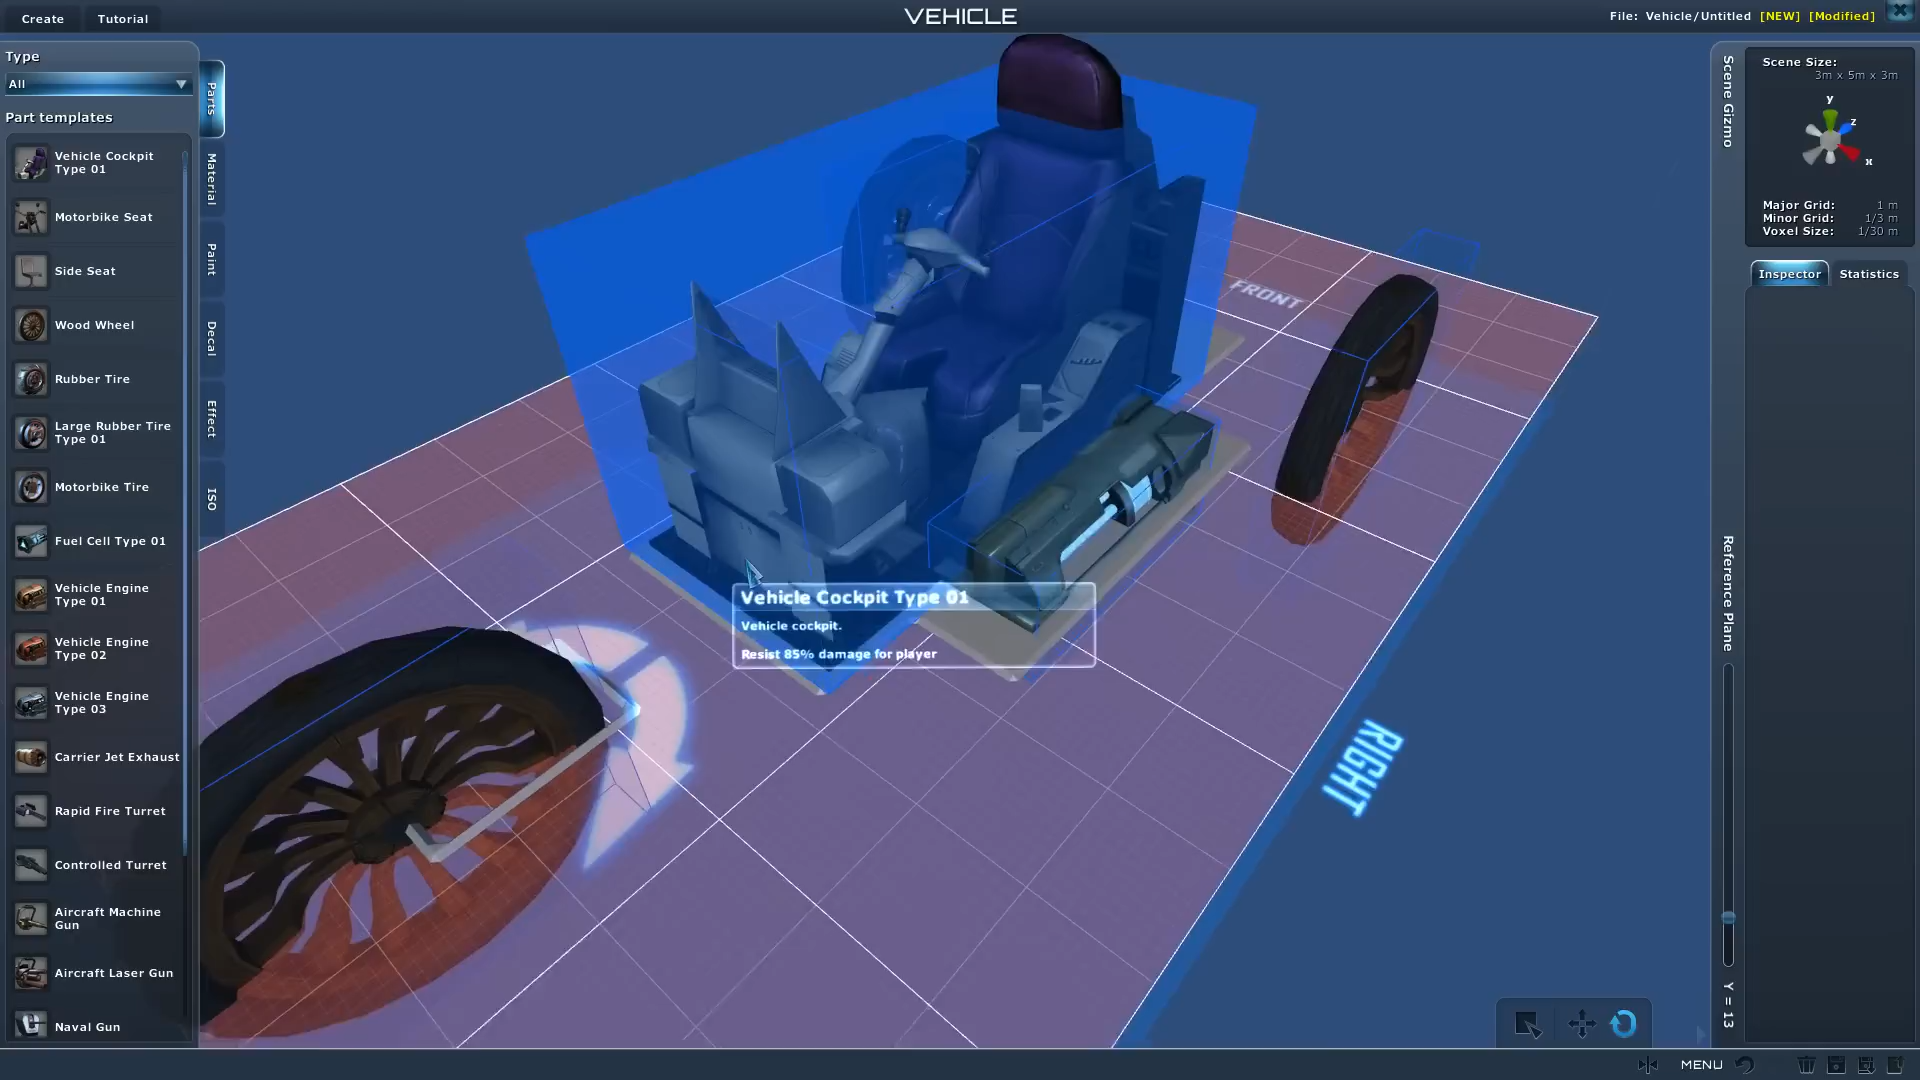 Create
Tutorial
VEHICLE
File: Vehicle/Untitled [NEW] [Modified]
Type
All
Part templates
Vehicle Cockpit
Type 01
Motorbike Seat
Side Seat
Wood Wheel
Rubber Tire
Large Rubber Tire
Type 01
Motorbike Tire
Fuel Cell Type 01
Vehicle Engine
Type 01
Vehicle Engine
Type 02
Vehicle Engine
Type 03
Carrier Jet Exhaust
Rapid Fire Turret
Controlled Turret
Aircraft Machine
Gun
Aircraft Laser Gun
Naval Gun
Parts
Material
Paint
Decal
Effect
ISO
FRONT
RIGHT
Vehicle Cockpit Type 01
Vehicle cockpit.
Resist 85% damage for player
Scene Gizmo
Scene Size:
3m x 5m x 3m
y
z
x
Major Grid: 1 m
Minor Grid: 1/3 m
Voxel Size: 1/30 m
Inspector
Statistics
Reference Plane
Y = 13
MENU